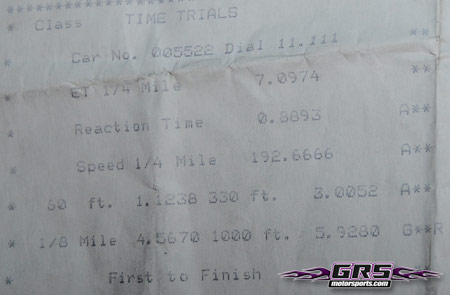 ********************************
* Class TIME TRIALS **
* Car No. 005522 Dial 11.111 **
* ET 1/4 Mile 7.0974 **
* Reaction Time 0.8893 A**
* Speed 1/4 Mile 192.6666 A**
* 60 ft. 1.1238 330 ft. 3.0052 A**
* 1/8 Mile 4.5670 1000 ft. 5.9280 G**R
* First to Finish
GRS
motorsports.com